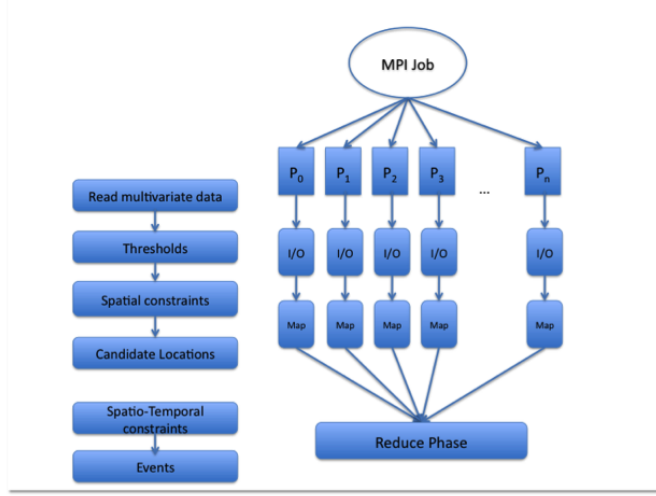 MPI Job
P0 P1 P2 P3 ... Pn
Read multivariate data
Thresholds
I/O I/O I/O I/O I/O
Spatial constraints
Map Map Map Map Map
Candidate Locations
Spatio-Temporal
constraints
Reduce Phase
Events